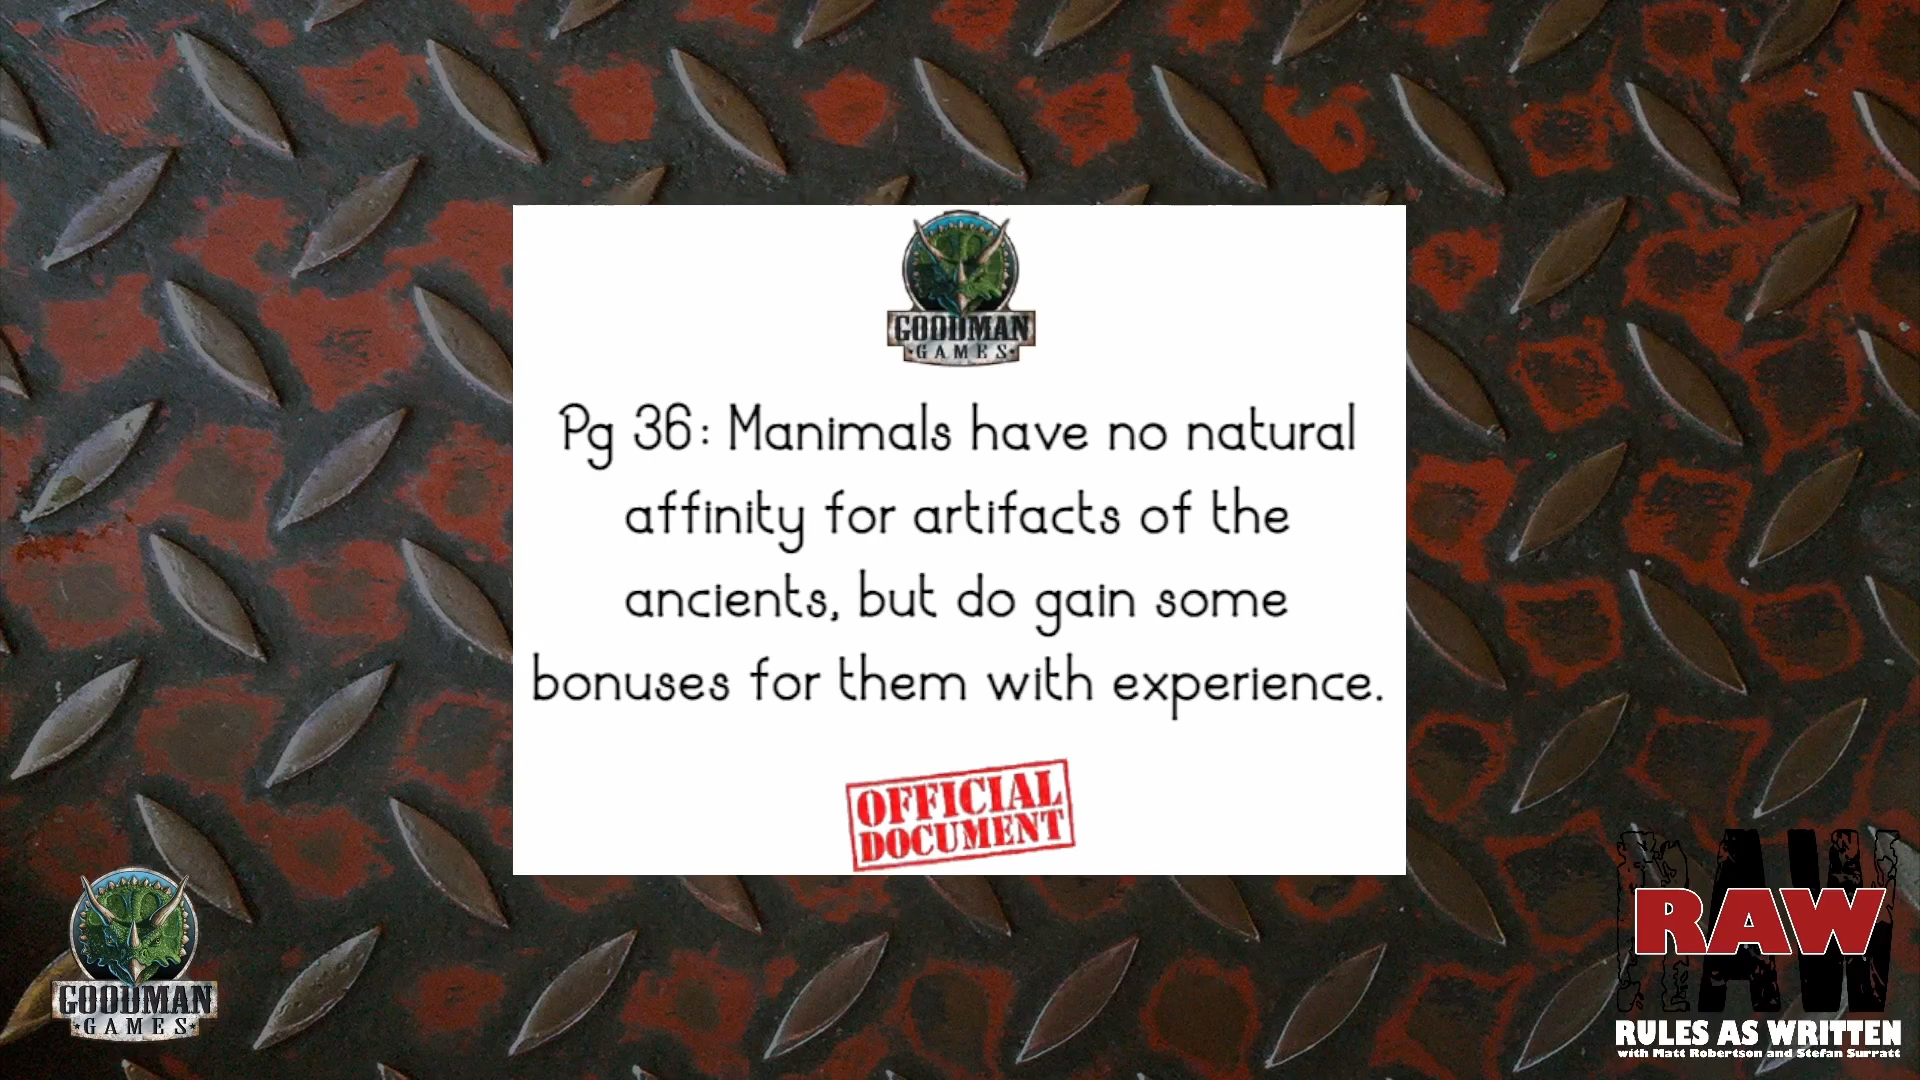 GOODMAN
GAMES
Pg 36: Manimals have no natural
affinity for artifacts of the
ancients, but do gain some
bonuses for them with experience.
OFFICIAL
DOCUMENT
GOODMAN
GAMES
RAW
RAW
RULES AS WRITTEN
with Matt Robertson and Stefan Surratt